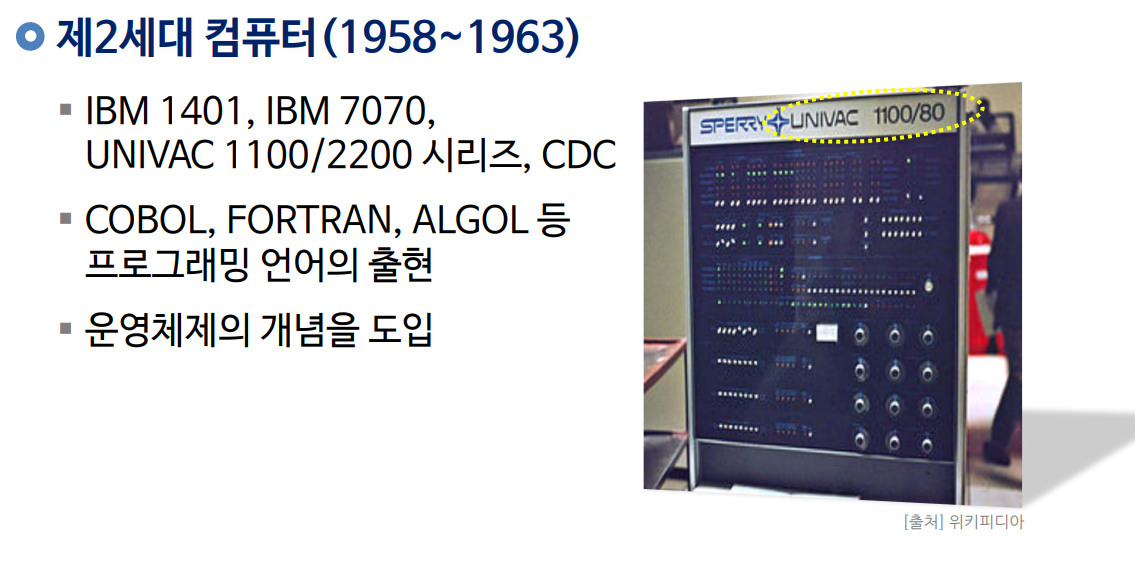 제2세대 컴퓨터(1958~1963)
IBM 1401, IBM 7070,
UNIVAC 1100/2200 시리즈, CDC
COBOL, FORTRAN, ALGOL 등
프로그래밍 언어의 출현
운영체제의 개념을 도입
SPERRY UNIVAC 1100/80
[출처] 위키피디아